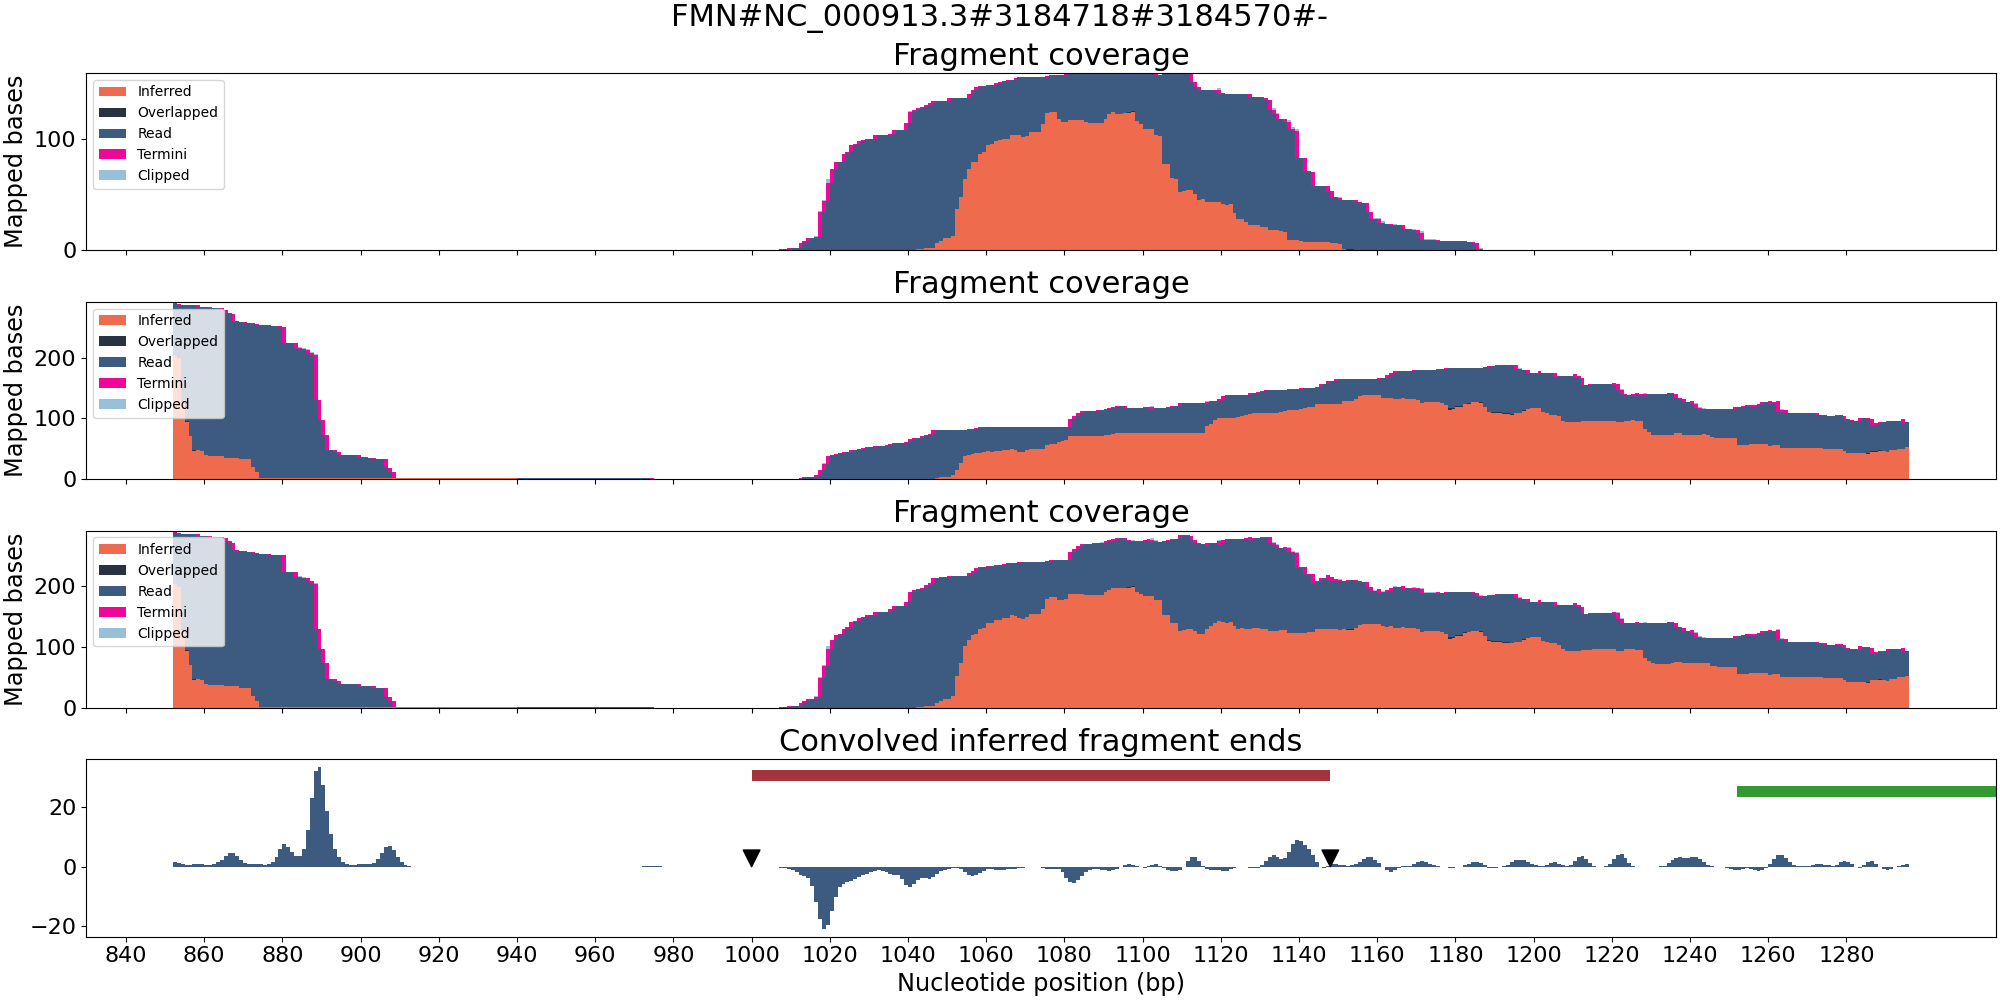 FMN#NC_000913.3#3184718#3184570#-
Fragment coverage
Mapped bases
100
0
Inferred
Overlapped
Read
Termini
Clipped
Fragment coverage
Mapped bases
200
100
0
Inferred
Overlapped
Read
Termini
Clipped
Fragment coverage
Mapped bases
200
100
0
Inferred
Overlapped
Read
Termini
Clipped
Convolved inferred fragment ends
20
0
−20
840 860 880 900 920 940 960 980 1000 1020 1040 1060 1080 1100 1120 1140 1160 1180 1200 1220 1240 1260 1280
Nucleotide position (bp)